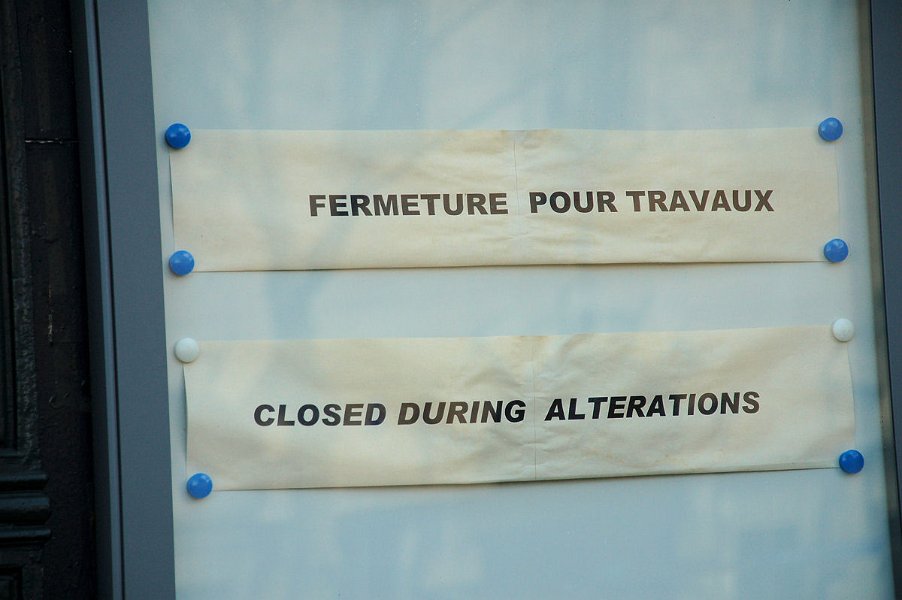 FERMETURE POUR TRAVAUX
CLOSED DURING ALTERATIONS